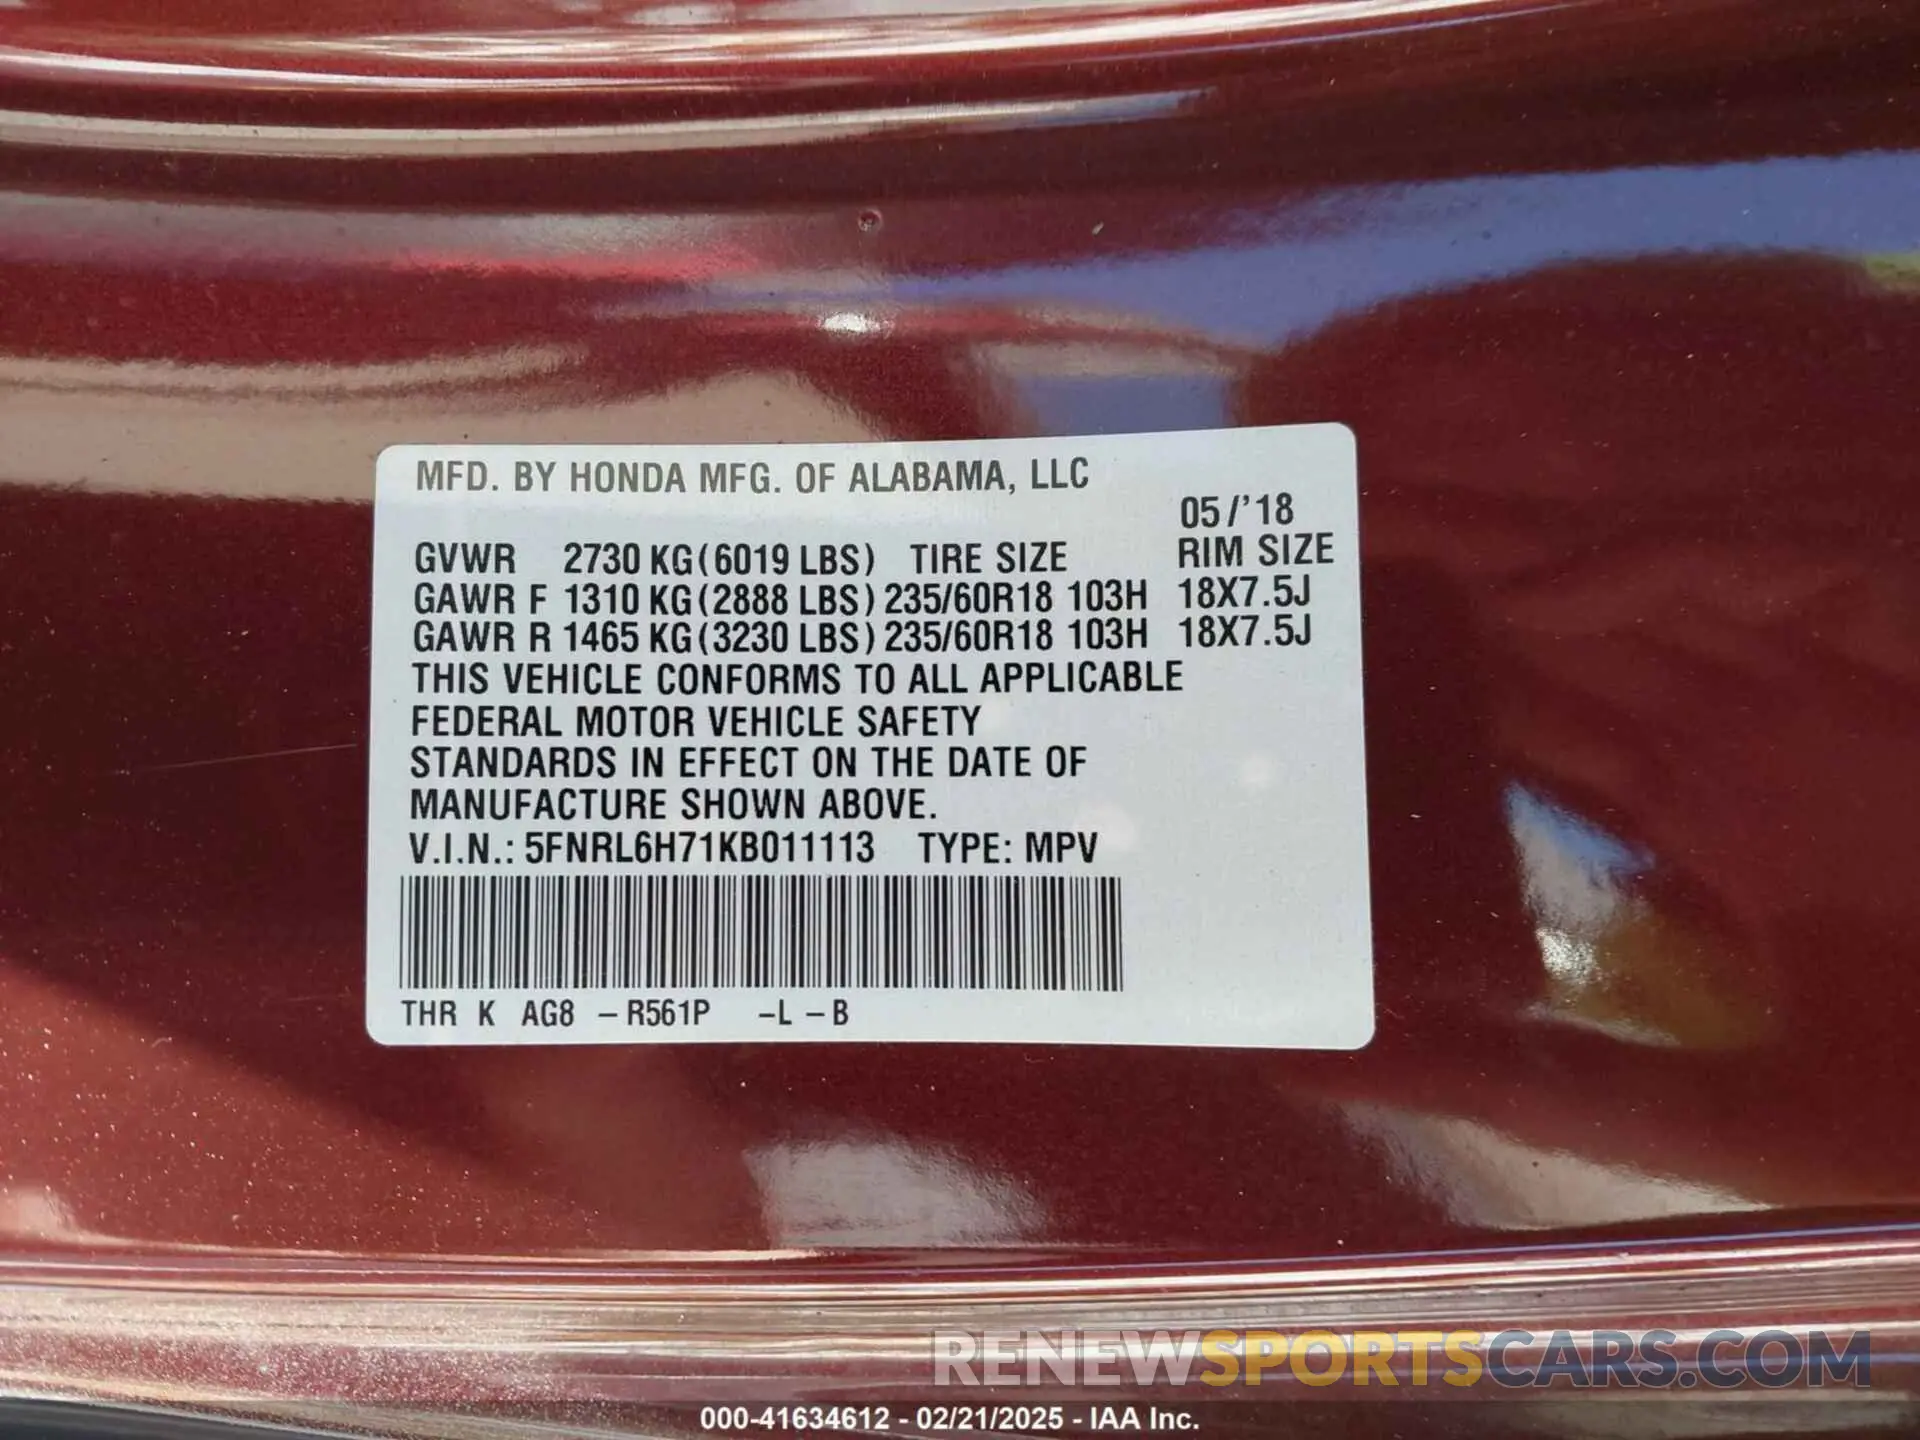 MFD. BY HONDA MFG. OF ALABAMA, LLC
05/'18
GVWR 2730 KG (6019 LBS) TIRE SIZE RIM SIZE
GAWR F 1310 KG (2888 LBS) 235/60R18 103H 18X7.5J
GAWR R 1465 KG (3230 LBS) 235/60R18 103H 18X7.5J
THIS VEHICLE CONFORMS TO ALL APPLICABLE
FEDERAL MOTOR VEHICLE SAFETY
STANDARDS IN EFFECT ON THE DATE OF
MANUFACTURE SHOWN ABOVE.
V.I.N.: 5FNRL6H71KB011113 TYPE: MPV
THR K AG8 - R561P - L - B
RENEWSPORTSCARS.COM
000-41634612 - 02/21/2025 - IAA Inc.